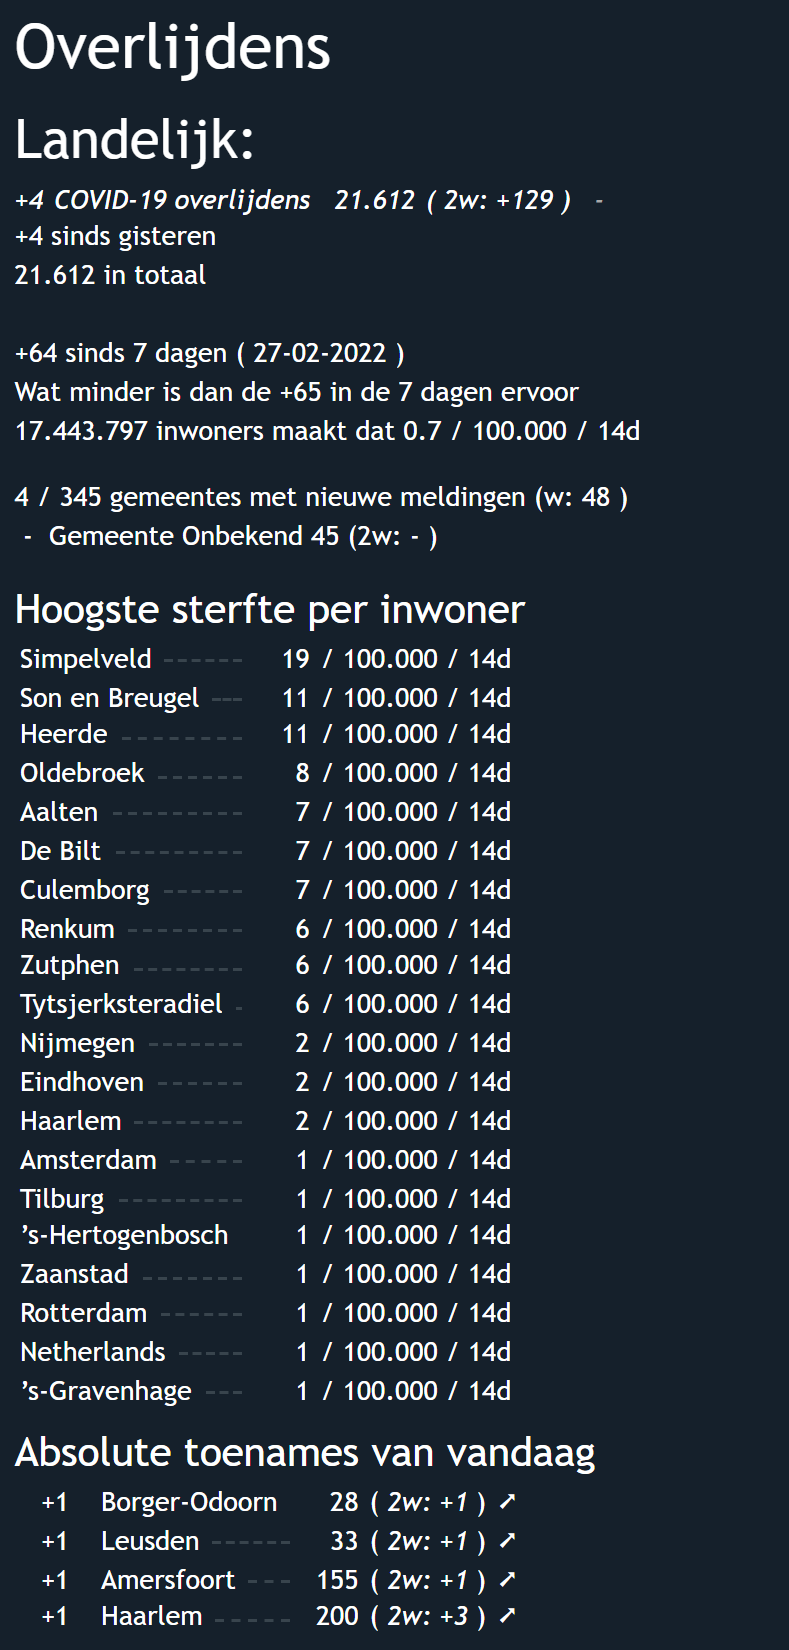 Overlijdens
Landelijk:
+4 COVID-19 overlijdens 21.612 ( 2w: +129 ) -
+4 sinds gisteren
21.612 in totaal
+64 sinds 7 dagen ( 27-02-2022 )
Wat minder is dan de +65 in de 7 dagen ervoor
17.443.797 inwoners maakt dat 0.7 / 100.000 / 14d
4 / 345 gemeentes met nieuwe meldingen (w: 48 )
- Gemeente Onbekend 45 (2w: - )
Hoogste sterfte per inwoner
Simpelveld ------ 19 / 100.000 / 14d
Son en Breugel --- 11 / 100.000 / 14d
Heerde -------- 11 / 100.000 / 14d
Oldebroek ------ 8 / 100.000 / 14d
Aalten --------- 7 / 100.000 / 14d
De Bilt --------- 7 / 100.000 / 14d
Culemborg ------ 7 / 100.000 / 14d
Renkum -------- 6 / 100.000 / 14d
Zutphen -------- 6 / 100.000 / 14d
Tytsjerksteradiel - 6 / 100.000 / 14d
Nijmegen ------- 2 / 100.000 / 14d
Eindhoven ------ 2 / 100.000 / 14d
Haarlem -------- 2 / 100.000 / 14d
Amsterdam ----- 1 / 100.000 / 14d
Tilburg --------- 1 / 100.000 / 14d
’s-Hertogenbosch 1 / 100.000 / 14d
Zaanstad ------- 1 / 100.000 / 14d
Rotterdam ------ 1 / 100.000 / 14d
Netherlands ----- 1 / 100.000 / 14d
’s-Gravenhage --- 1 / 100.000 / 14d
Absolute toenames van vandaag
+1 Borger-Odoorn 28 ( 2w: +1 ) ➚
+1 Leusden ------ 33 ( 2w: +1 ) ➚
+1 Amersfoort --- 155 ( 2w: +1 ) ➚
+1 Haarlem ----- 200 ( 2w: +3 ) ➚